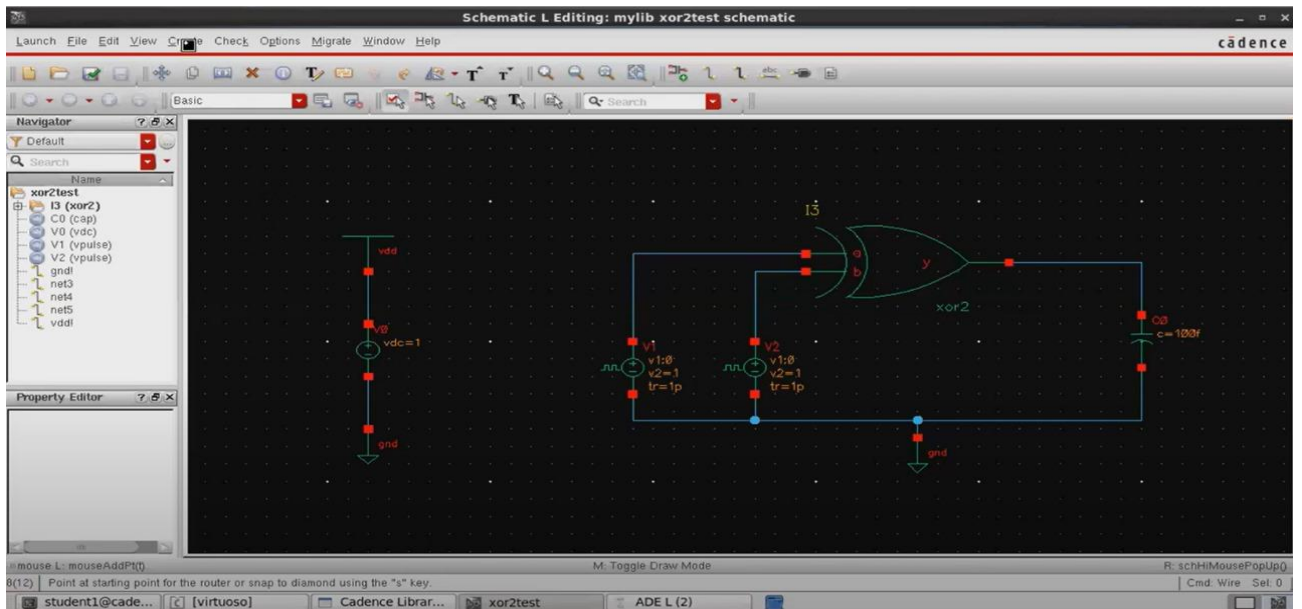 Schematic L Editing: mylib xor2test schematic
Launch File Edit View Create Check Options Migrate Window Help
cādence
Basic
Search
Navigator
Default
Search
Name
xor2test
I3 (xor2)
C0 (cap)
V0 (vdc)
V1 (vpulse)
V2 (vpulse)
gnd!
net3
net4
net5
vdd!
Property Editor
vdd
V0
vdc=1
gnd
I3
a
b
y
xor2
V1
v1:0
v2=1
tr=1p
V2
v1:0
v2=1
tr=1p
gnd
C0
c=100f
mouse L: mouseAddPt(t)
M: Toggle Draw Mode
R: schHiMousePopUp()
8(12) Point at starting point for the router or snap to diamond using the "s" key.
Cmd: Wire Sel: 0
student1@cade... [virtuoso] Cadence Librar... xor2test ADE L (2)